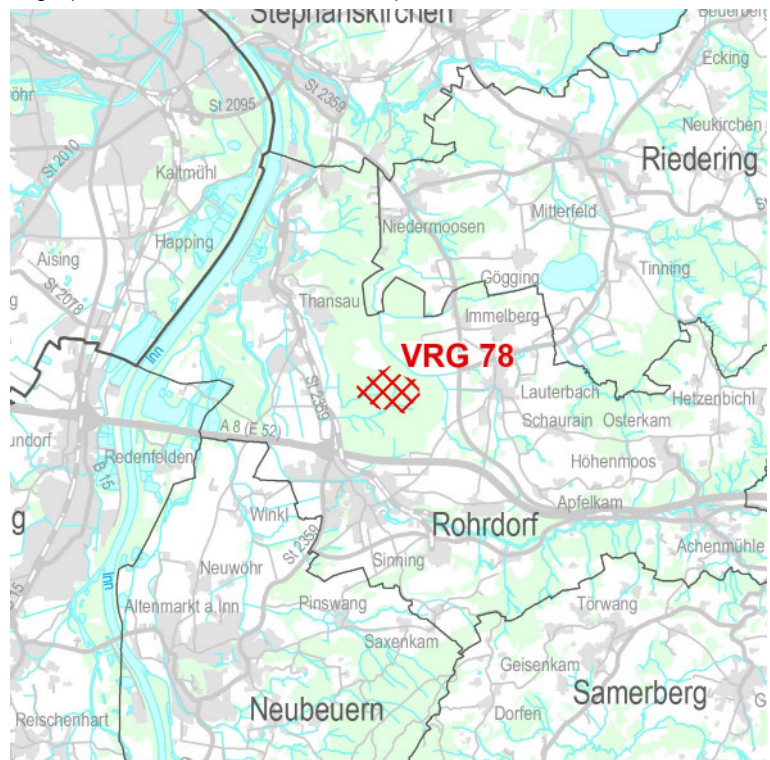 Stephanskirchen
Beuerberg
Ecking
St 2359
St 2095
Neukirchen
St 2010
Riedering
Kaltmühl
Mitterfeld
Niedermoosen
Happing
Aising
Tinning
Gögging
St 2078
Thansau
Immelberg
Inn
VRG 78
St 2359
Lauterbach
Hetzenbichl
Schaurain
Osterkam
A 8 (E 52)
Redenfelden
B 15
Höhenmoos
Apfelkam
Winkl
Rohrdorf
Achenmühle
St 2359
Sinning
Neuwöhr
Inn
Altenmarkt a.Inn
Pinswang
Törwang
Saxenkam
Geisenkam
Samerberg
Neubeuern
Dorfen
Reischenhart